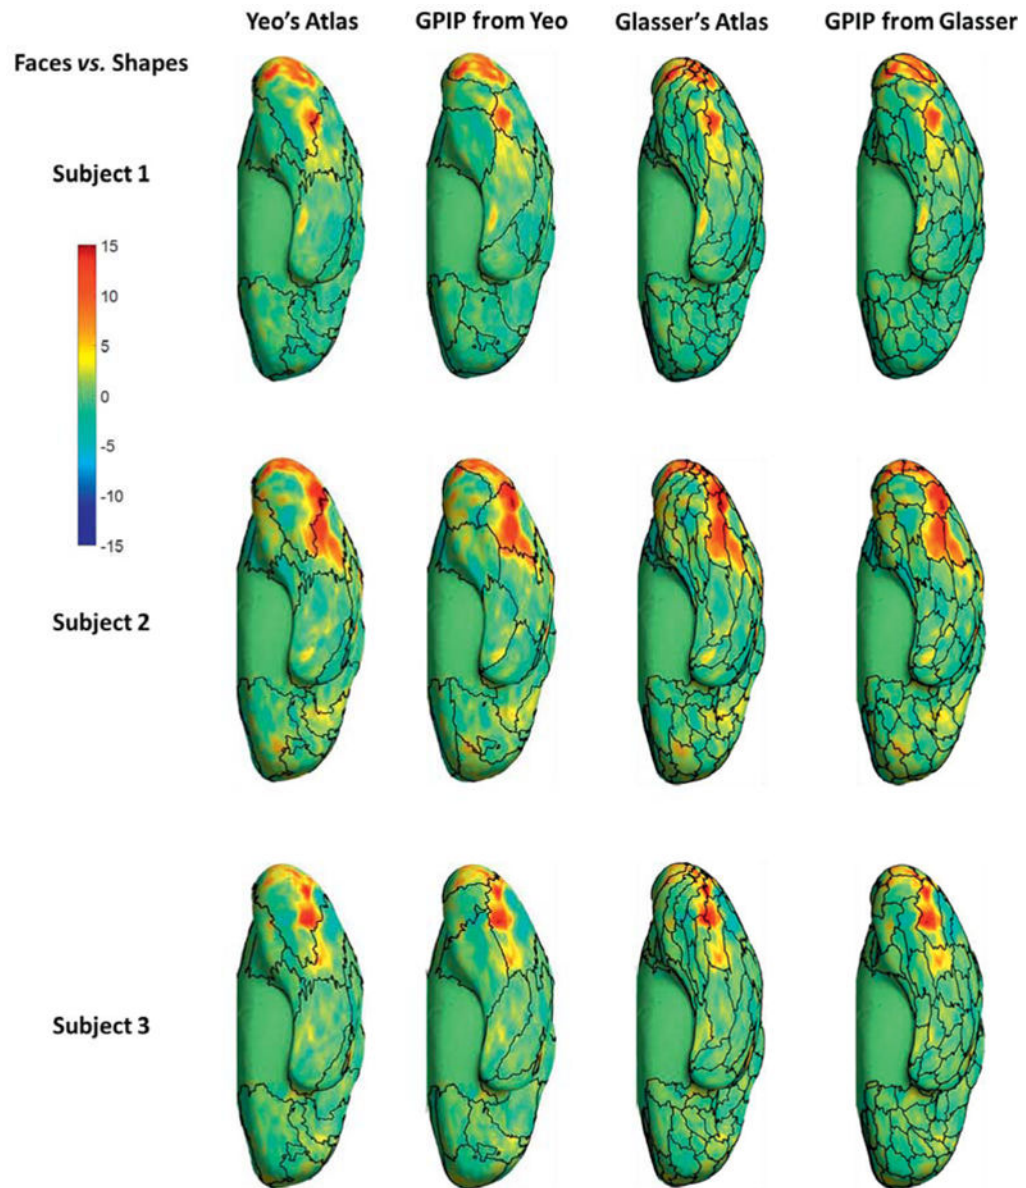 Yeo's Atlas GPIP from Yeo Glasser's Atlas GPIP from Glasser
Faces vs. Shapes
Subject 1
15
10
5
0
-5
-10
-15
Subject 2
Subject 3